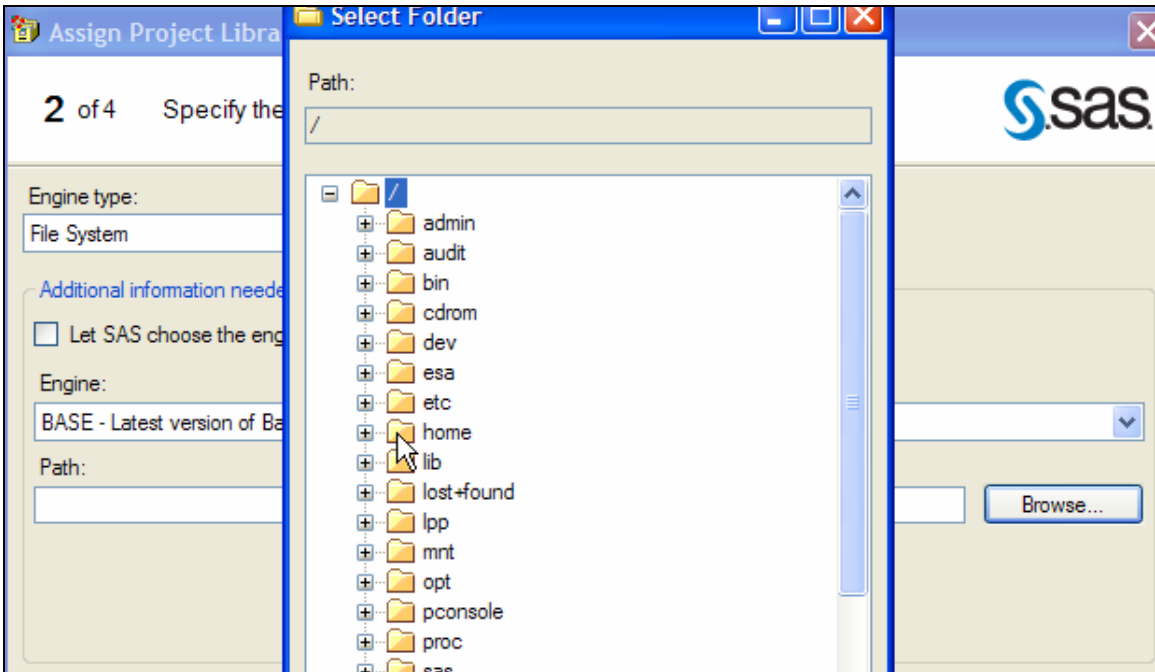 Assign Project Libra
2 of 4 Specify the
sas
Engine type:
File System
Additional information neede
Let SAS choose the eng
Engine:
BASE - Latest version of Ba
Path:
Browse...
Select Folder
Path:
/
/
admin
audit
bin
cdrom
dev
esa
etc
home
lib
lost+found
lpp
mnt
opt
pconsole
proc
sas